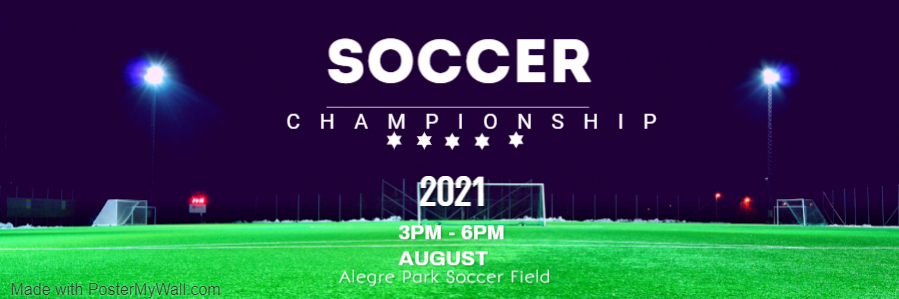 SOCCER
CHAMPIONSHIP
2021
3PM - 6PM
AUGUST
Alegre Park Soccer Field
Made with PosterMyWall.com